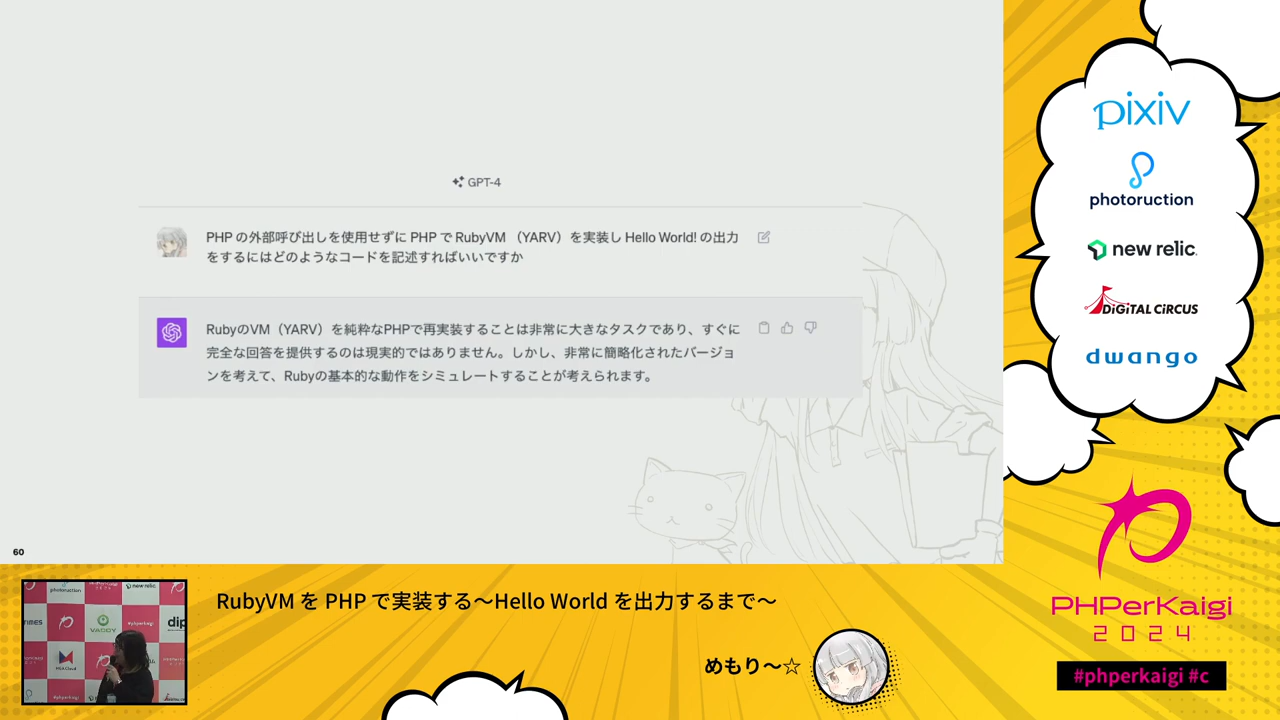 GPT-4
PHP の外部呼び出しを使用せずに PHP で RubyVM （YARV）を実装し Hello World! の出力
をするにはどのようなコードを記述すればいいですか
RubyのVM（YARV）を純粋なPHPで再実装することは非常に大きなタスクであり、すぐに
完全な回答を提供するのは現実的ではありません。しかし、非常に簡略化されたバージョ
ンを考えて、Rubyの基本的な動作をシミュレートすることが考えられます。
60
pixiv
photoruction
new relic.
DiGiTAL CiRCUS
dwango
PHPerKaigi
2024
#phperkaigi #c
RubyVM を PHP で実装する〜Hello World を出力するまで〜
めもり〜☆
photoruction
new relic
VADDY
#phperkaigi
dip
HSACloud
#phperkaigi